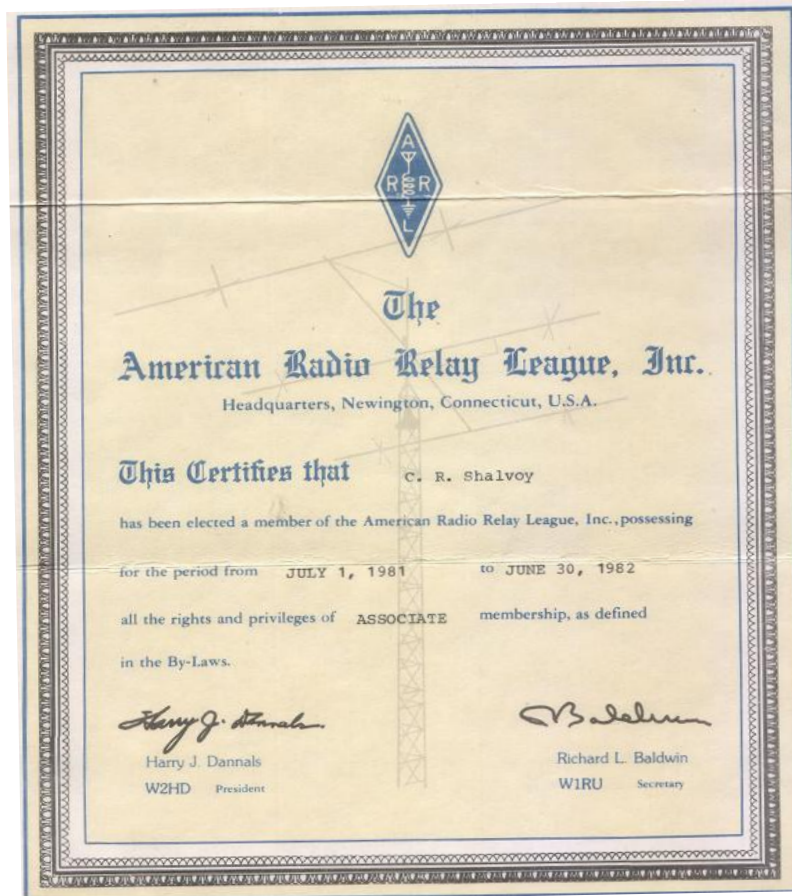 A
R R
L
The
American Radio Relay League, Inc.
Headquarters, Newington, Connecticut, U.S.A.
This Certifies that C. R. Shalvoy
has been elected a member of the American Radio Relay League, Inc., possessing
for the period from JULY 1, 1981 to JUNE 30, 1982
all the rights and privileges of ASSOCIATE membership, as defined
in the By-Laws.
Harry J. Dannals Baldwin
Harry J. Dannals Richard L. Baldwin
W2HD President W1RU Secretary